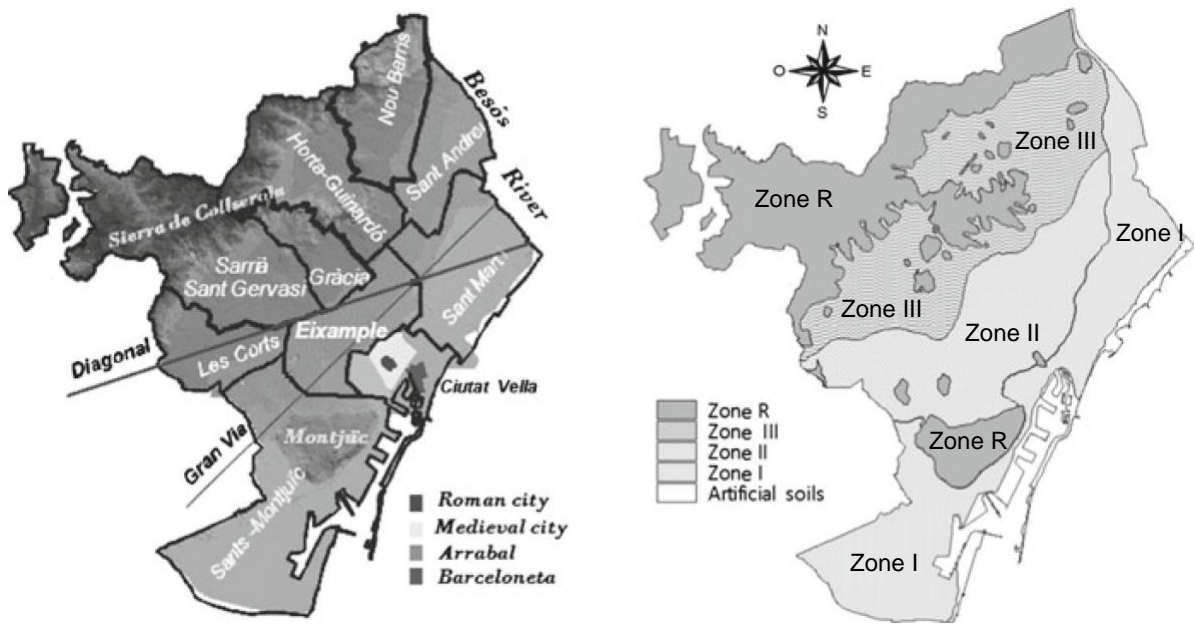 Nou Barris
Besós
River
Sant Andreu
Horta-Guinardó
Sierra de Collserola
Sarrià
Sant Gervasi
Gràcia
Sant Martí
Eixample
Diagonal
Les Corts
Ciutat Vella
Gran Via
Montjuïc
Sants-Montjuïc
Roman city
Medieval city
Arrabal
Barceloneta
N
O
E
S
Zone III
Zone R
Zone I
Zone III
Zone II
Zone R
Zone I
Zone R
Zone III
Zone II
Zone I
Artificial soils